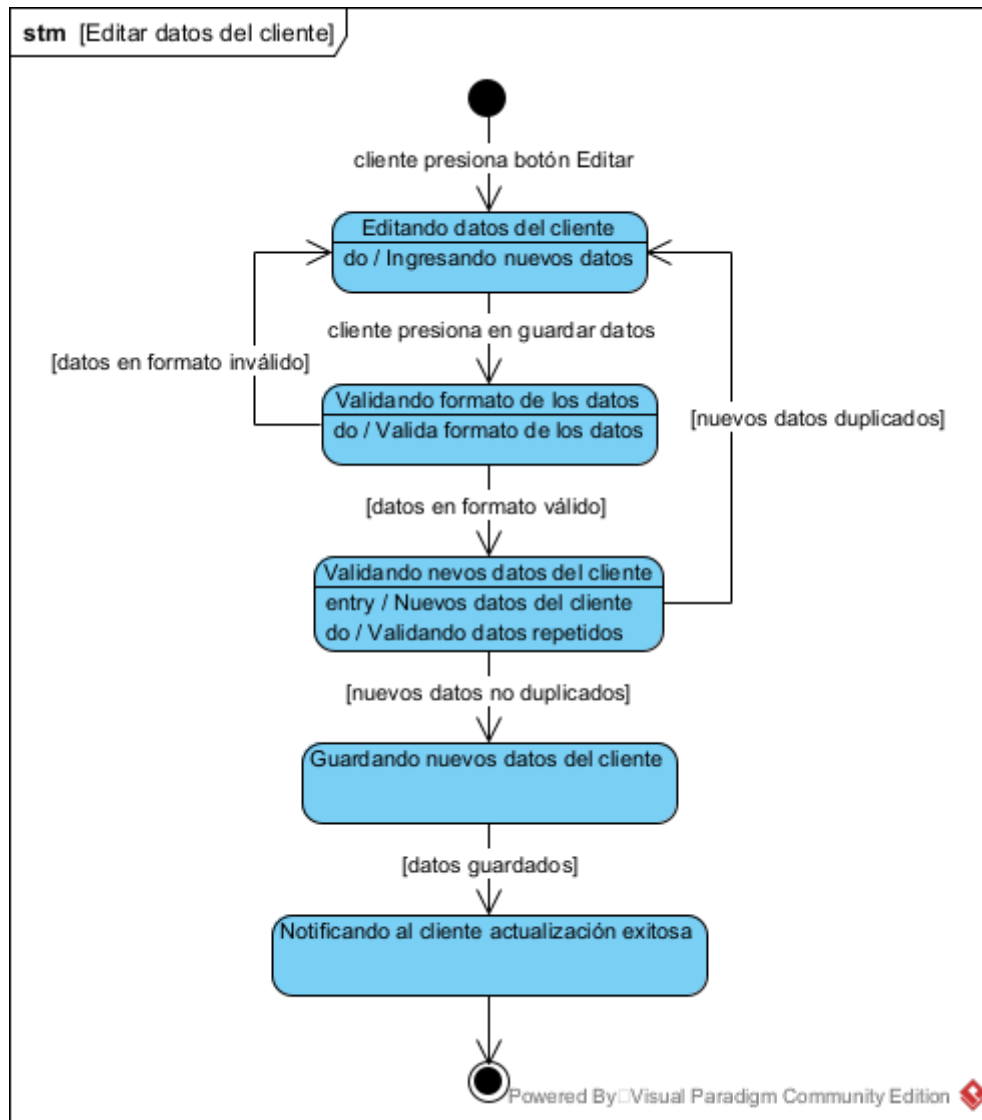 stm [Editar datos del cliente]
cliente presiona botón Editar
Editando datos del cliente
do / Ingresando nuevos datos
cliente presiona en guardar datos
[datos en formato inválido]
Validando formato de los datos
do / Valida formato de los datos
[nuevos datos duplicados]
[datos en formato válido]
Validando nevos datos del cliente
entry / Nuevos datos del cliente
do / Validando datos repetidos
[nuevos datos no duplicados]
Guardando nuevos datos del cliente
[datos guardados]
Notificando al cliente actualización exitosa
Powered By Visual Paradigm Community Edition